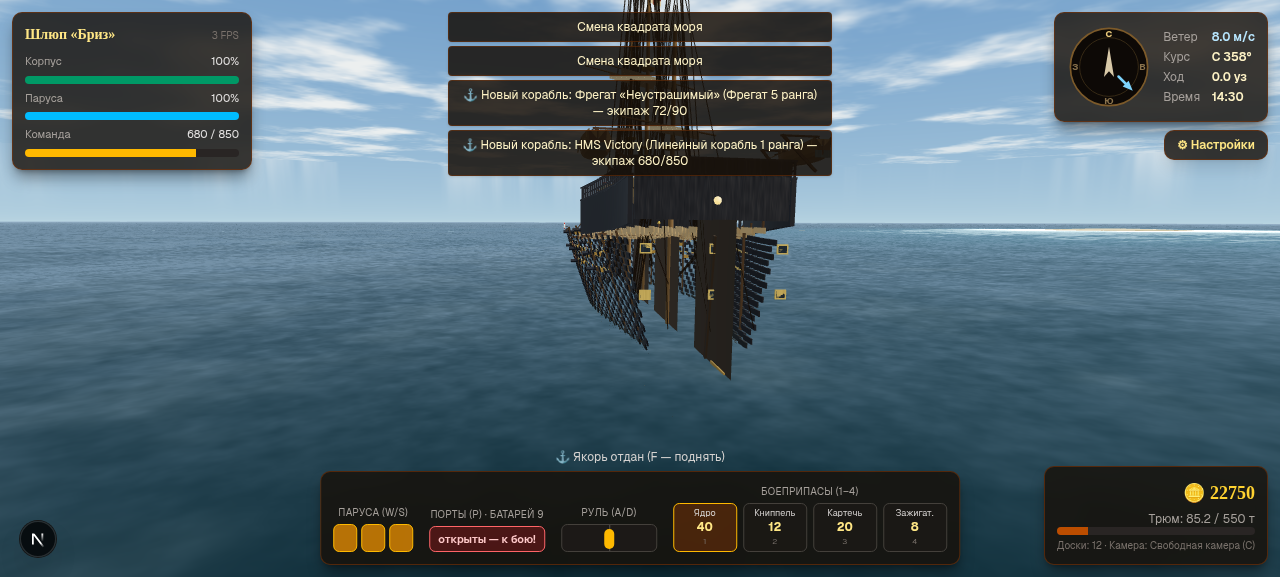 Шлюп «Бриз» 3 FPS
Корпус 100%
Паруса 100%
Команда 680 / 850
Смена квадрата моря
Смена квадрата моря
⚓ Новый корабль: Фрегат «Неустрашимый» (Фрегат 5 ранга)
— экипаж 72/90
⚓ Новый корабль: HMS Victory (Линейный корабль 1 ранга) —
экипаж 680/850
С
З В
Ю
Ветер 8.0 м/с
Курс С 358°
Ход 0.0 уз
Время 14:30
⚙ Настройки
⚓ Якорь отдан (F — поднять)
ПАРУСА (W/S)
ПОРТЫ (P) · БАТАРЕЙ 9
открыты — к бою!
РУЛЬ (A/D)
БОЕПРИПАСЫ (1–4)
Ядро Книппель Картечь Зажигат.
40 12 20 8
1 2 3 4
🪙 22750
Трюм: 85.2 / 550 т
Доски: 12 · Камера: Свободная камера (C)
N